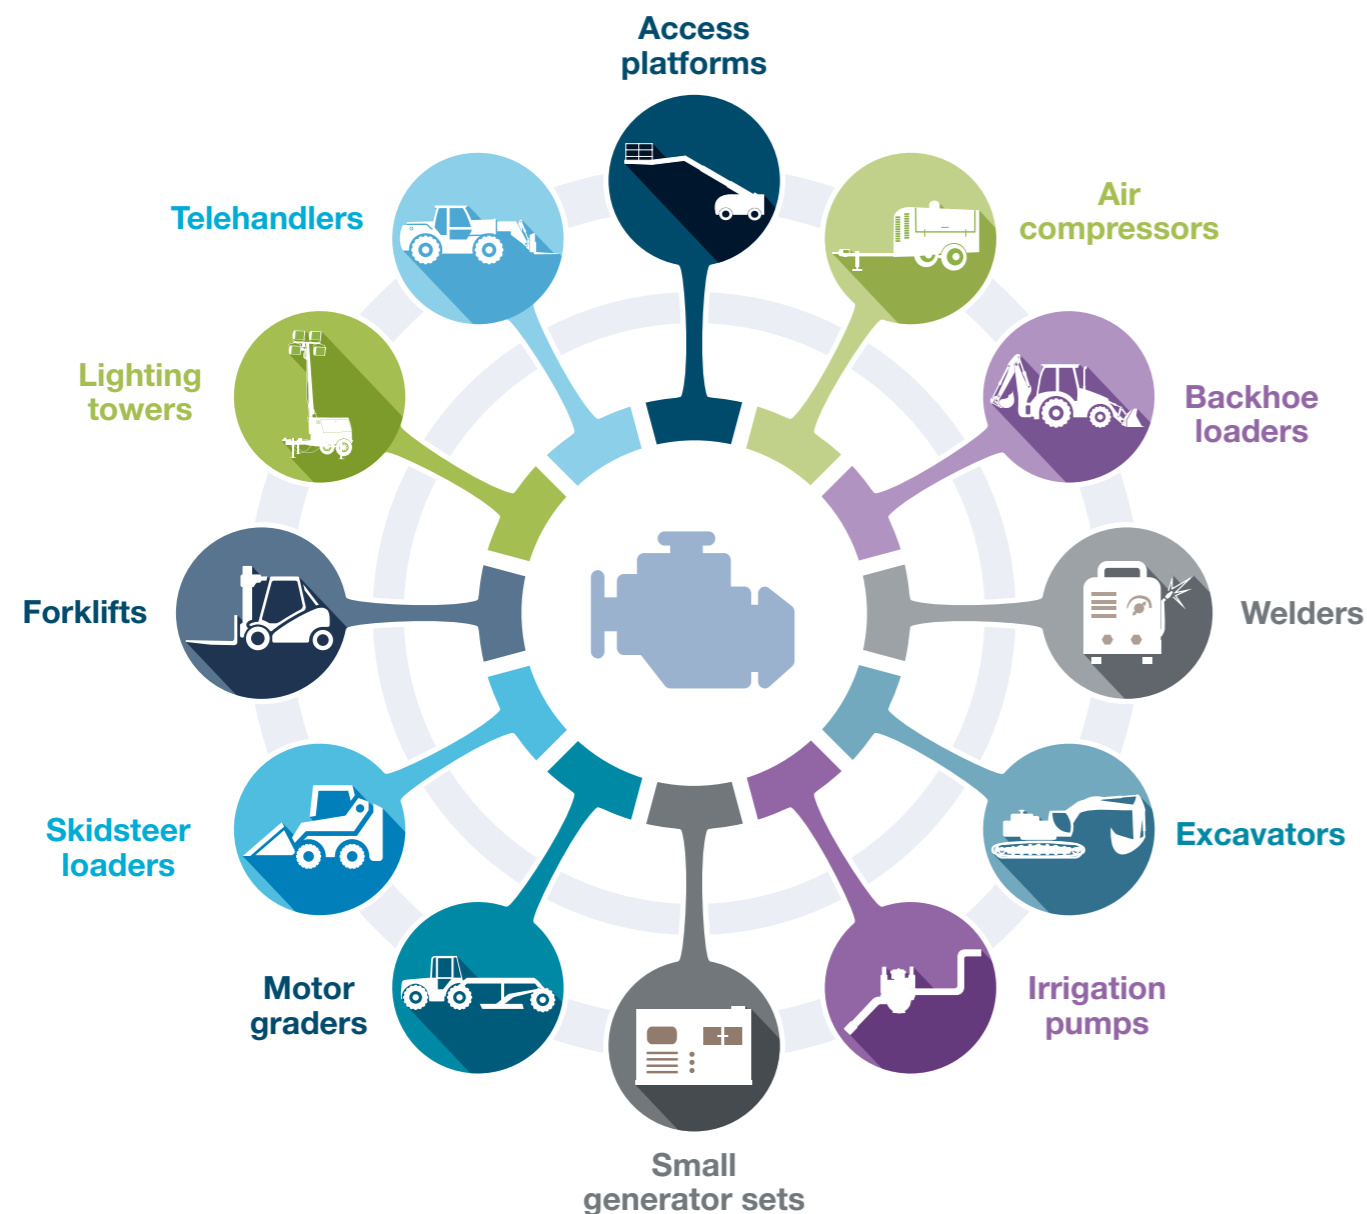 Access
platforms
Air
compressors
Backhoe
loaders
Welders
Excavators
Irrigation
pumps
Small
generator sets
Motor
graders
Skidsteer
loaders
Forklifts
Lighting
towers
Telehandlers